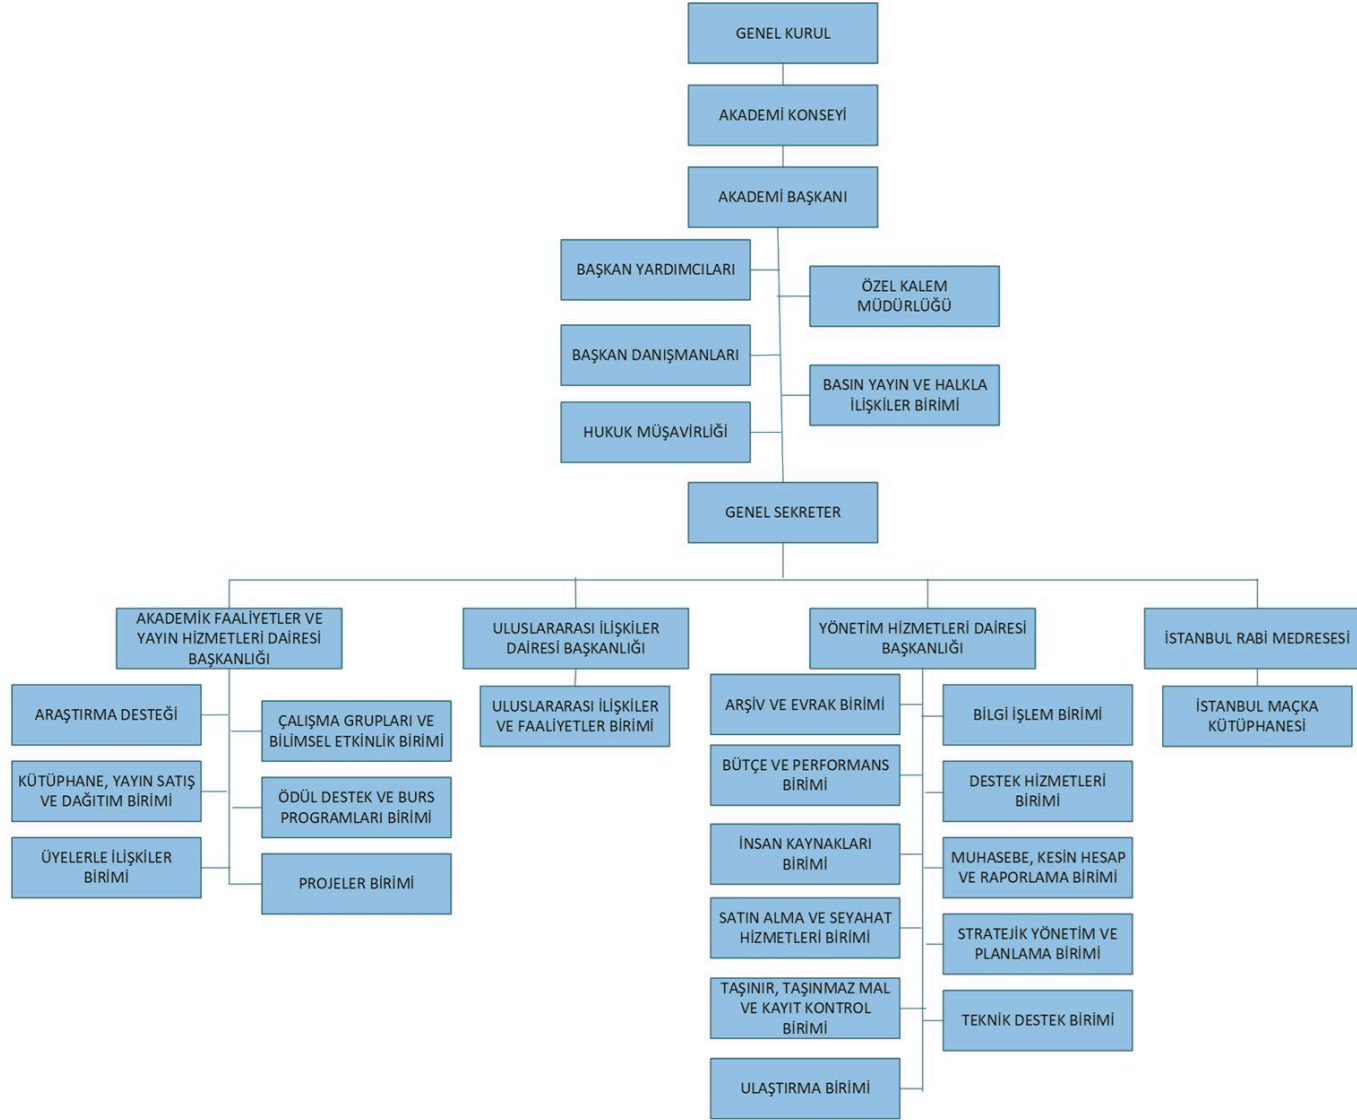 GENEL KURUL
AKADEMİ KONSEYİ
AKADEMİ BAŞKANI
BAŞKAN YARDIMCILARI
ÖZEL KALEM
MÜDÜRLÜĞÜ
BAŞKAN DANIŞMANLARI
BASIN YAYIN VE HALKLA
İLİŞKİLER BİRİMİ
HUKUK MÜŞAVİRLİĞİ
GENEL SEKRETER
AKADEMİK FAALİYETLER VE
YAYIN HİZMETLERİ DAİRESİ
BAŞKANLIĞI
ULUSLARARASI İLİŞKİLER
DAİRESİ BAŞKANLIĞI
YÖNETİM HİZMETLERİ DAİRESİ
BAŞKANLIĞI
İSTANBUL RABİ MEDRESESİ
ARAŞTIRMA DESTEĞİ
ÇALIŞMA GRUPLARI VE
BİLİMSEL ETKİNLİK BİRİMİ
KÜTÜPHANE, YAYIN SATIŞ
VE DAĞITIM BİRİMİ
ÖDÜL DESTEK VE BURS
PROGRAMLARI BİRİMİ
ÜYELERLE İLİŞKİLER
BİRİMİ
PROJELER BİRİMİ
ULUSLARARASI İLİŞKİLER
VE FAALİYETLER BİRİMİ
ARŞİV VE EVRAK BİRİMİ
BİLGİ İŞLEM BİRİMİ
BÜTÇE VE PERFORMANS
BİRİMİ
DESTEK HİZMETLERİ
BİRİMİ
İNSAN KAYNAKLARI
BİRİMİ
MUHASEBE, KESİN HESAP
VE RAPORLAMA BİRİMİ
SATIN ALMA VE SEYAHAT
HİZMETLERİ BİRİMİ
STRATEJİK YÖNETİM VE
PLANLAMA BİRİMİ
TAŞINIR, TAŞINMAZ MAL
VE KAYIT KONTROL
BİRİMİ
TEKNİK DESTEK BİRİMİ
ULAŞTIRMA BİRİMİ
İSTANBUL MAÇKA
KÜTÜPHANESİ